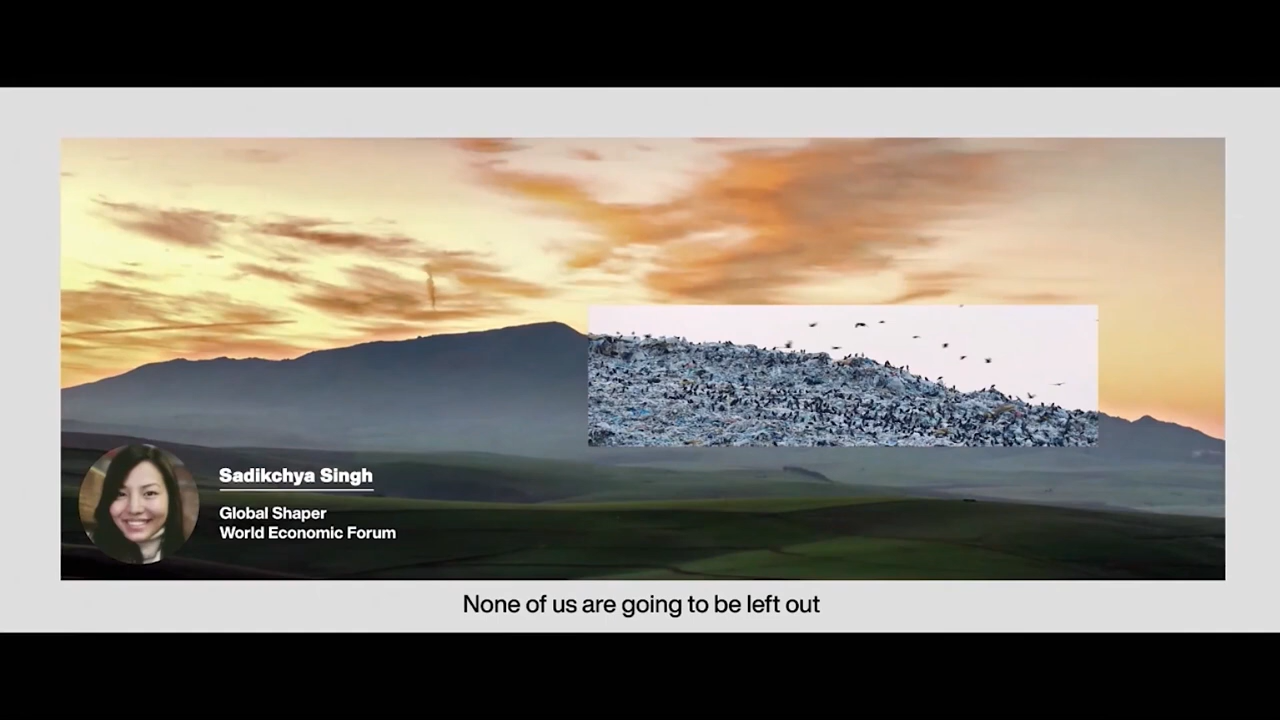 Sadikchya Singh
Global Shaper
World Economic Forum
None of us are going to be left out